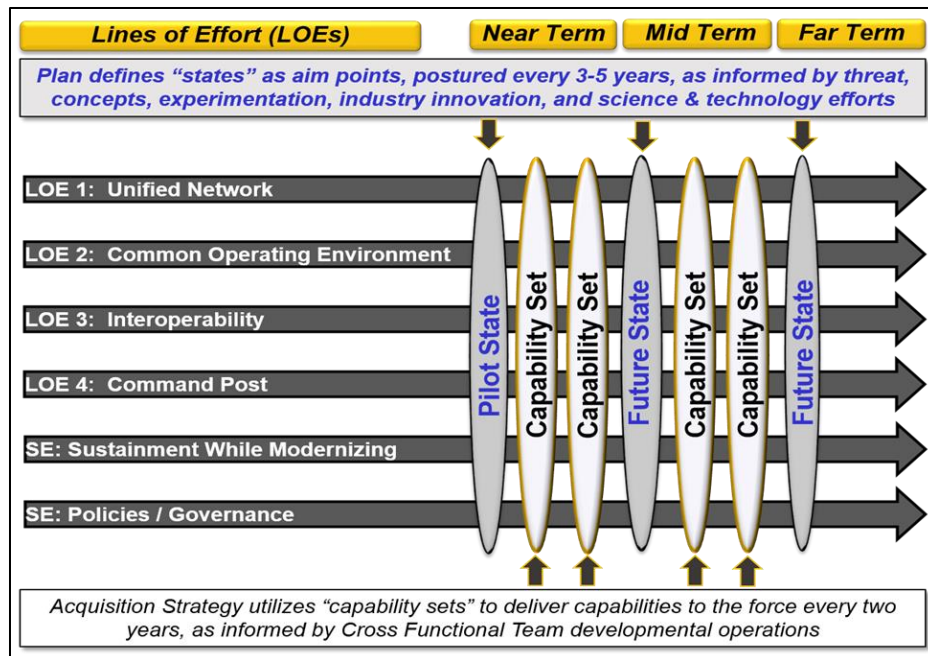 Lines of Effort (LOEs)
Near Term
Mid Term
Far Term
Plan defines “states” as aim points, postured every 3-5 years, as informed by threat,
concepts, experimentation, industry innovation, and science & technology efforts
LOE 1: Unified Network
LOE 2: Common Operating Environment
LOE 3: Interoperability
LOE 4: Command Post
SE: Sustainment While Modernizing
SE: Policies / Governance
Pilot State
Capability Set
Capability Set
Future State
Capability Set
Capability Set
Future State
Acquisition Strategy utilizes “capability sets” to deliver capabilities to the force every two
years, as informed by Cross Functional Team developmental operations